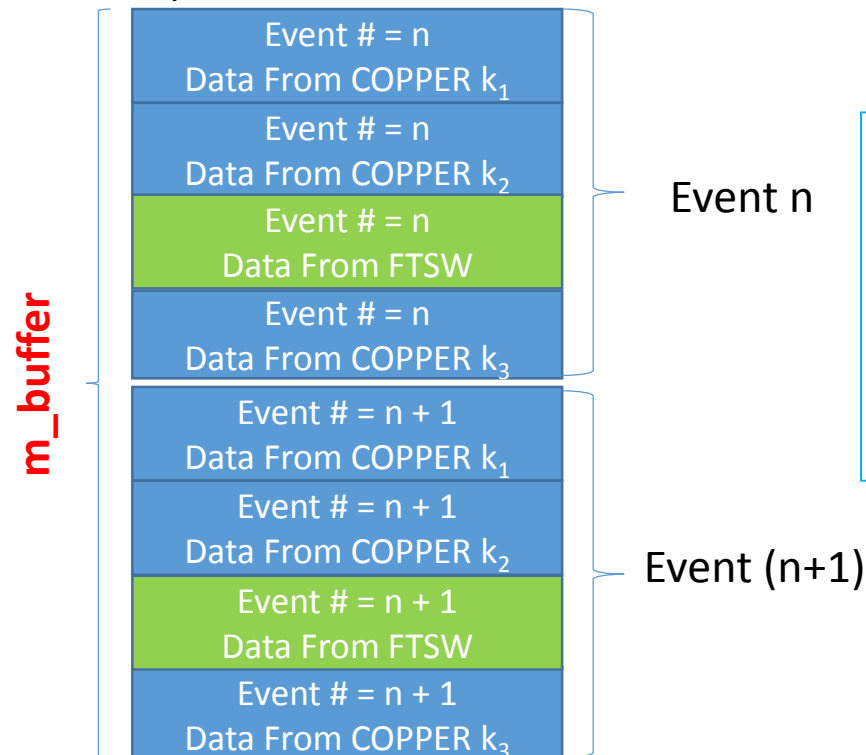 Event # = n
Data From COPPER k₁
Event # = n
Data From COPPER k₂
Event # = n
Data From FTSW
Event # = n
Data From COPPER k₃
Event n
m_buffer
Event # = n + 1
Data From COPPER k₁
Event # = n + 1
Data From COPPER k₂
Event (n+1)
Event # = n + 1
Data From FTSW
Event # = n + 1
Data From COPPER k₃